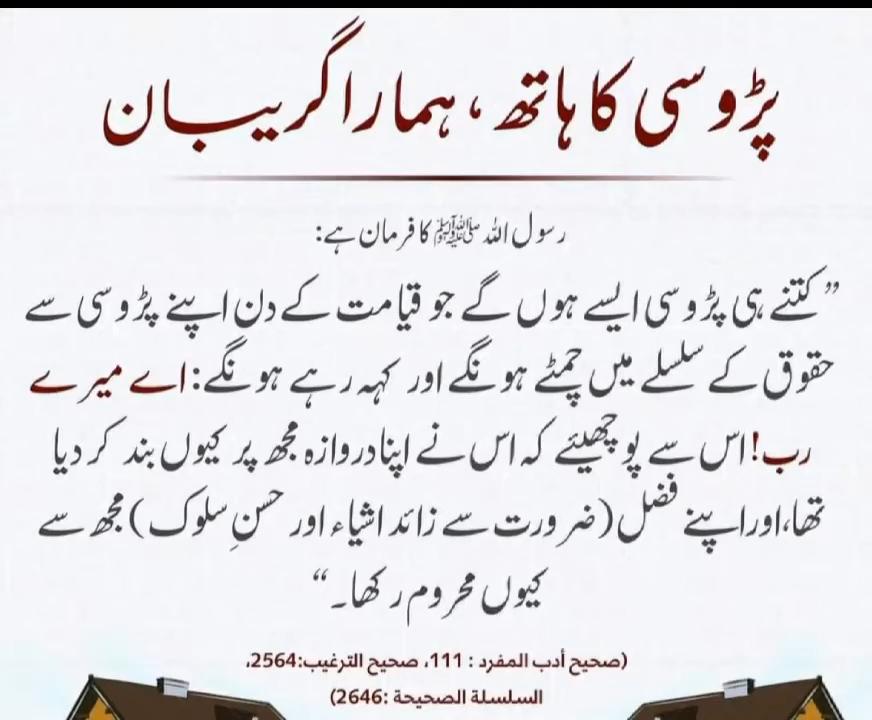 پڑوسی کا ہاتھ، ہمارا گریبان
رسول اللہ ﷺ کا فرمان ہے:
”کتنے ہی پڑوسی ایسے ہوں گے جو قیامت کے دن اپنے پڑوسی سے
حقوق کے سلسلے میں چمٹے ہونگے اور کہہ رہے ہونگے: اے میرے
رب! اس سے پوچھیئے کہ اس نے اپنا دروازہ مجھ پر کیوں بند کر دیا
تھا، اور اپنے فضل (ضرورت سے زائد اشیاء اور حسنِ سلوک) مجھ سے
کیوں محروم رکھا۔“
(صحيح أدب المفرد : 111، صحيح الترغيب:2564،
السلسلة الصحيحة :2646)